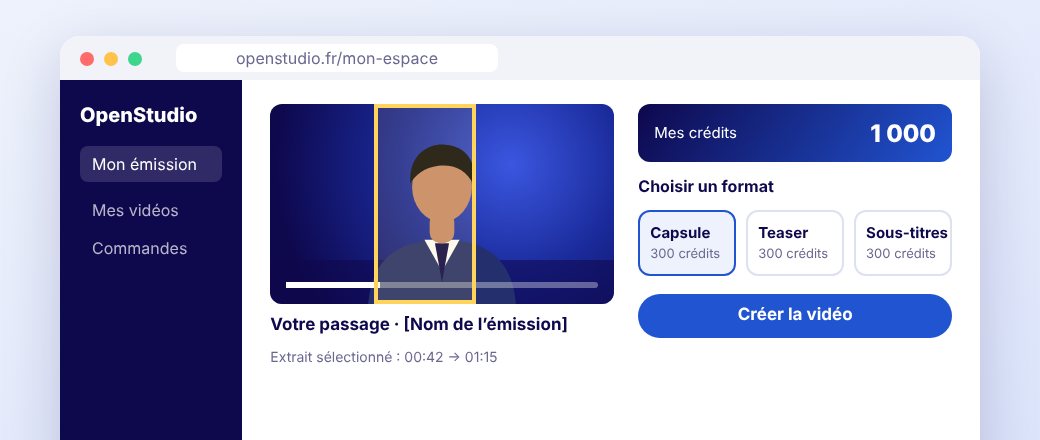 openstudio.fr/mon-espace
OpenStudio
Mon émission
Mes vidéos
Commandes
Votre passage · [Nom de l’émission]
Extrait sélectionné : 00:42 → 01:15
Mes crédits
1 000
Choisir un format
Capsule
300 crédits
Teaser
300 crédits
Sous-titres
300 crédits
Créer la vidéo